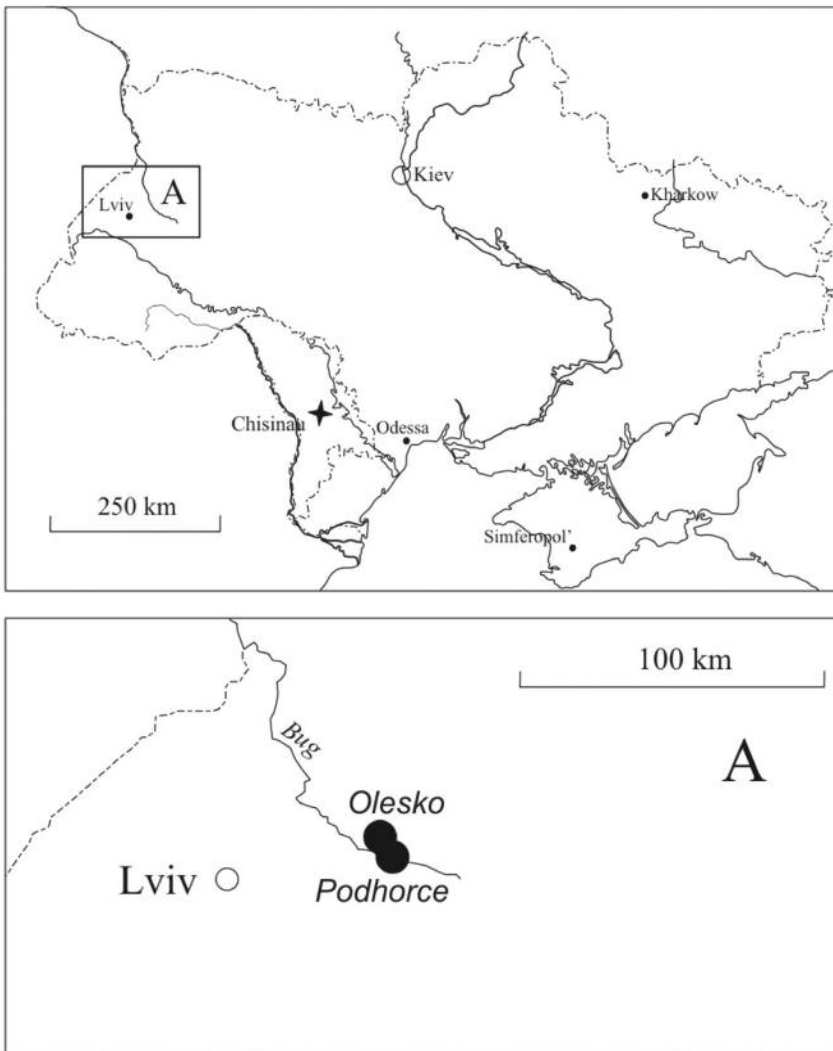 Kiev
A
Kharkow
Lviv
Chisinau
Odessa
250 km
Simferopol’
100 km
Bug
A
Olesko
Lviv
Podhorce